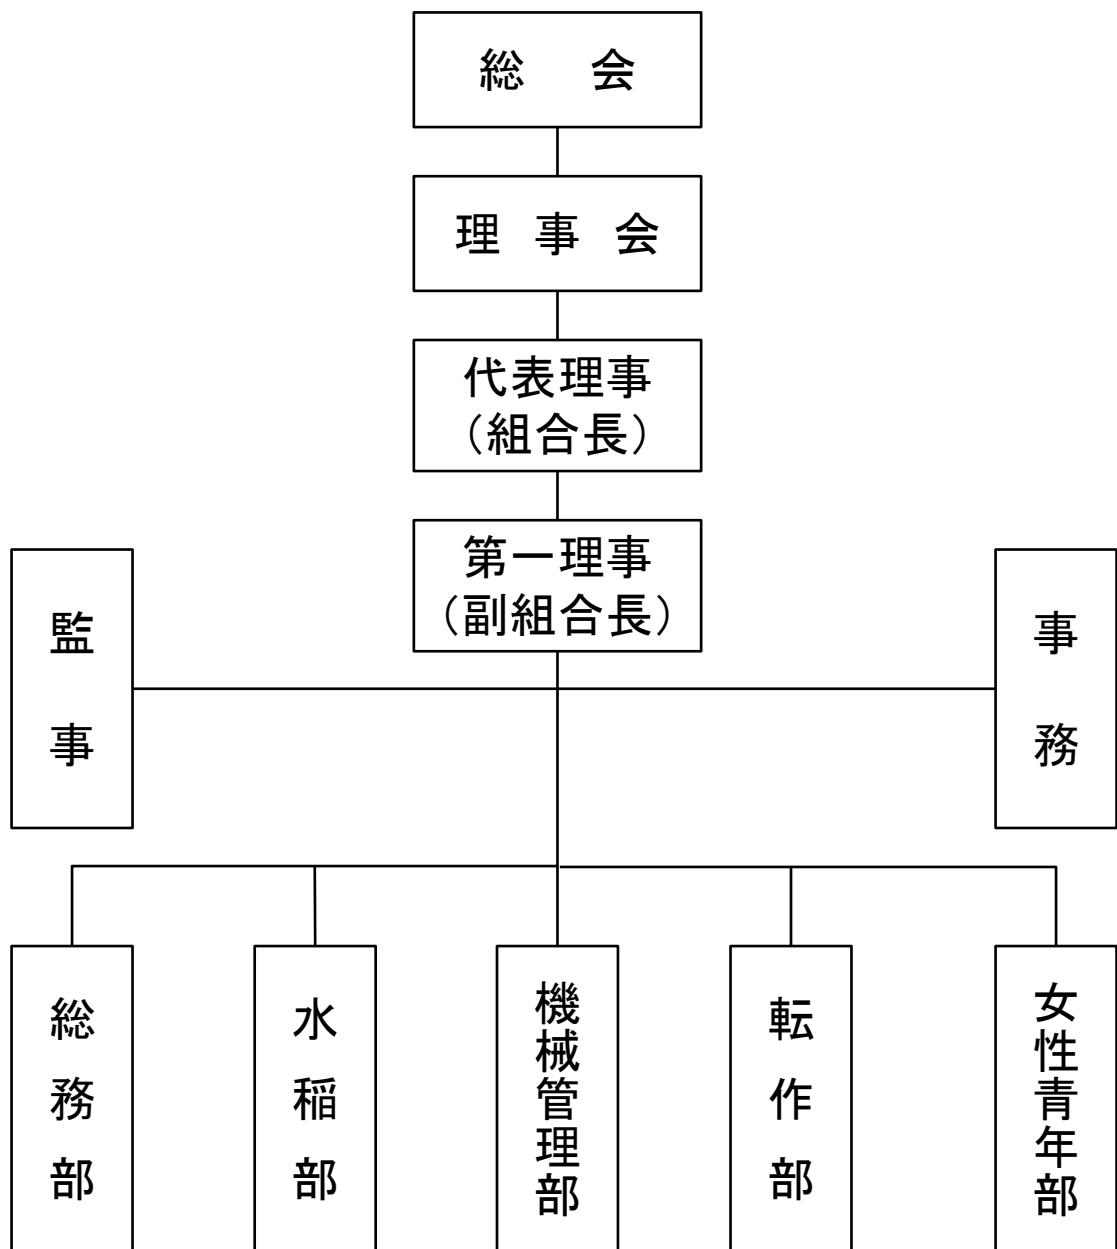 総会
理事会
代表理事
（組合長）
第一理事
（副組合長）
監事
事務
総務部
水稲部
機械管理部
転作部
女性青年部